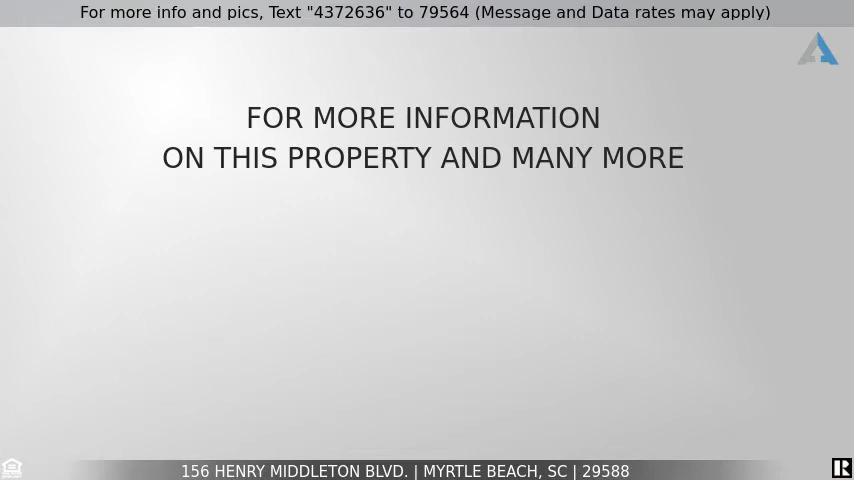 For more info and pics, Text "4372636" to 79564 (Message and Data rates may apply)
FOR MORE INFORMATION
ON THIS PROPERTY AND MANY MORE
156 HENRY MIDDLETON BLVD. | MYRTLE BEACH, SC | 29588